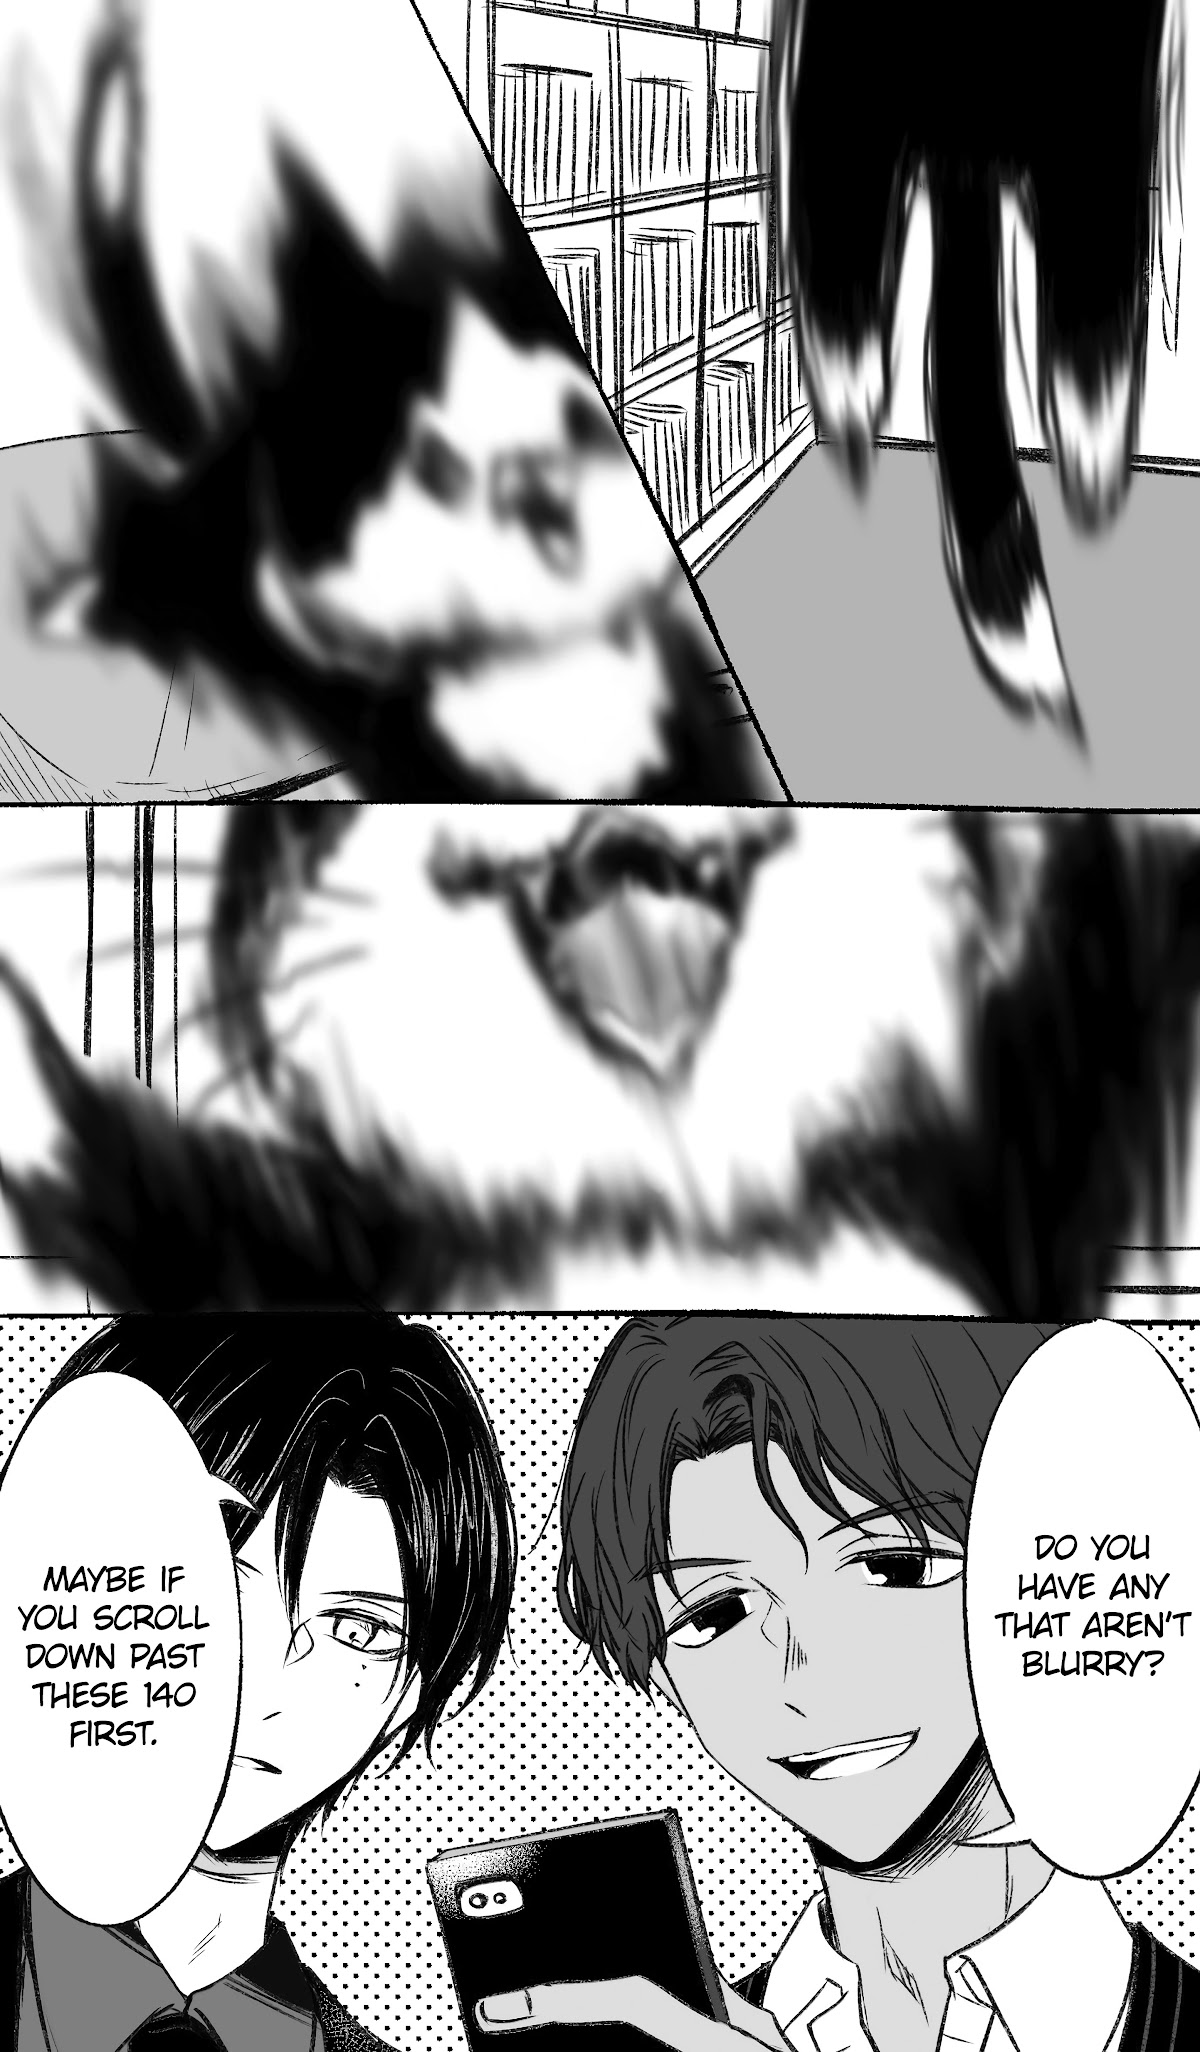 DO YOU
HAVE ANY
THAT AREN'T
BLURRY?
MAYBE IF
YOU SCROLL
DOWN PAST
THESE 140
FIRST.